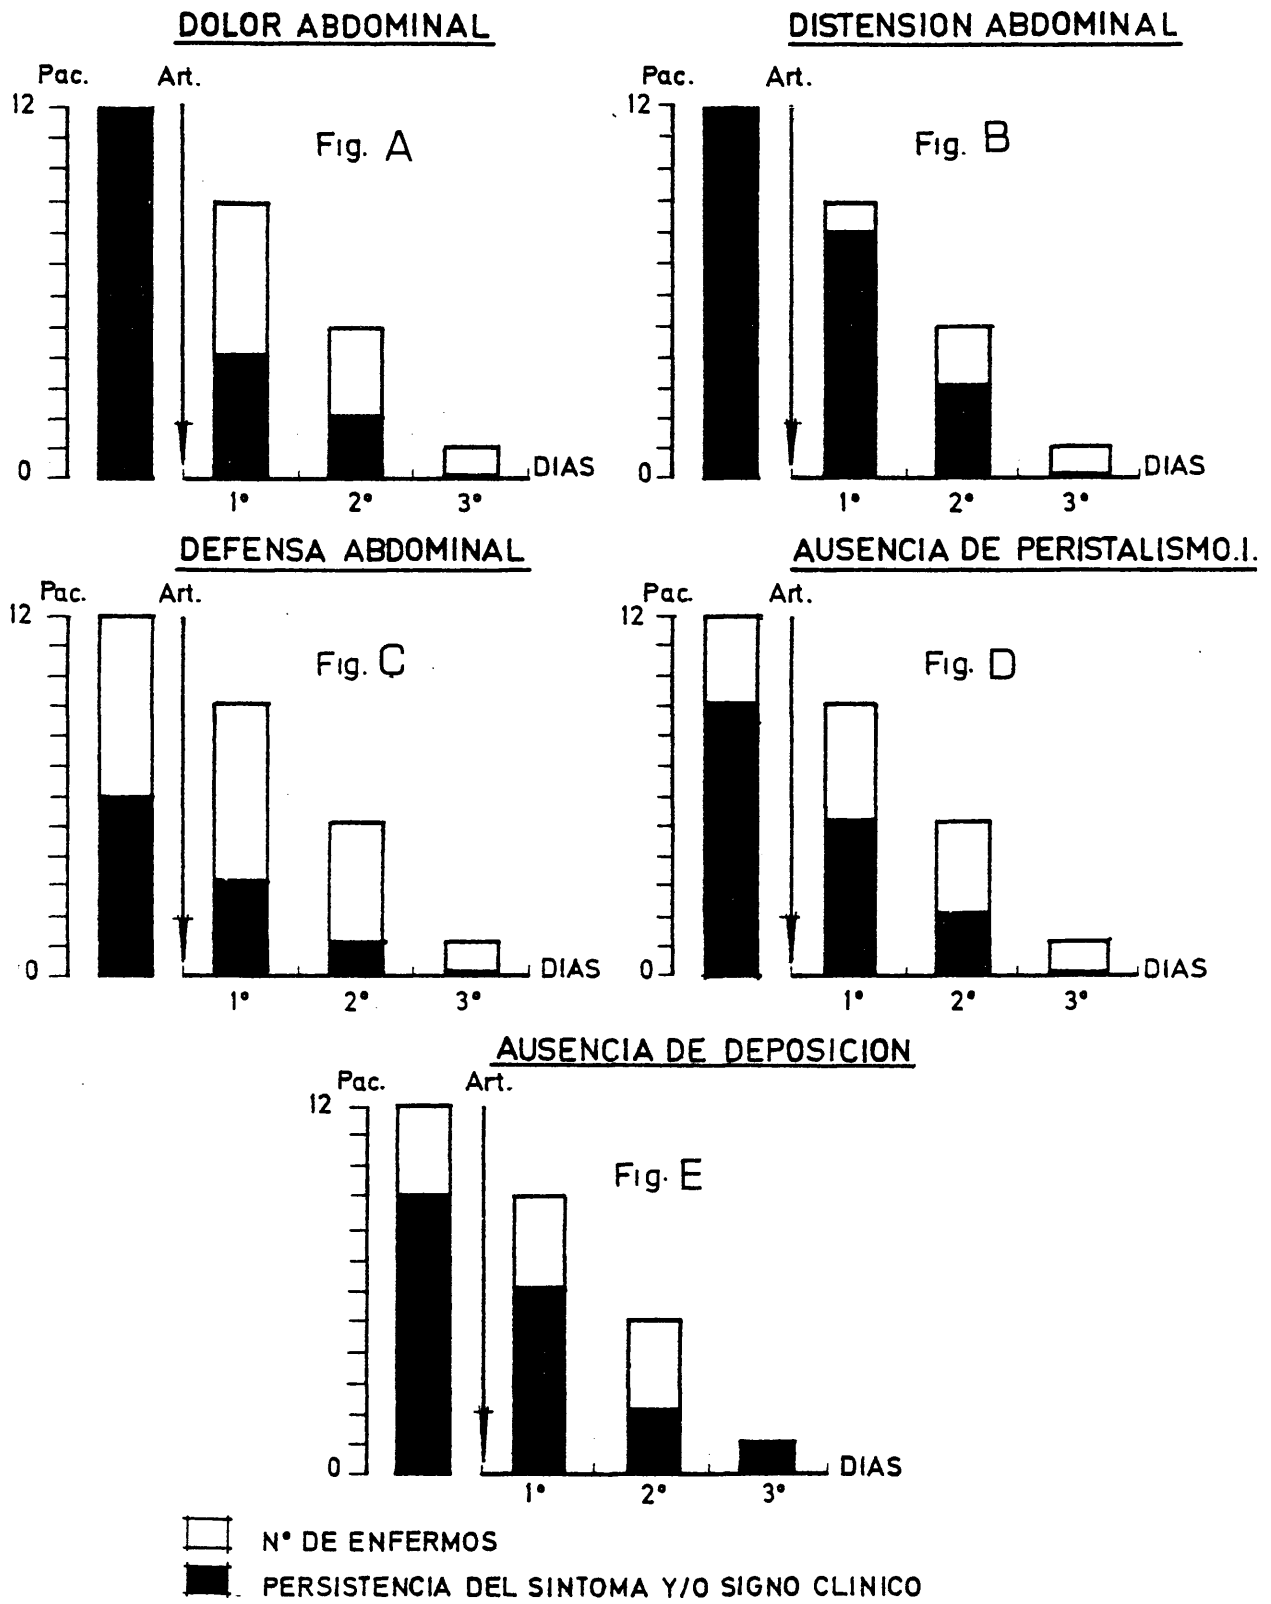 DOLOR ABDOMINAL
Pac. Art.
12
Fig. A
0
DIAS
1° 2° 3°
DISTENSION ABDOMINAL
Pac. Art.
12
Fig. B
0
DIAS
1° 2° 3°
DEFENSA ABDOMINAL
Pac. Art.
12
Fig. C
0
DIAS
1° 2° 3°
AUSENCIA DE PERISTALISMO.I.
Pac. Art.
12
Fig. D
0
DIAS
1° 2° 3°
AUSENCIA DE DEPOSICION
Pac. Art.
12
Fig. E
0
DIAS
1° 2° 3°
N° DE ENFERMOS
PERSISTENCIA DEL SINTOMA Y/O SIGNO CLINICO